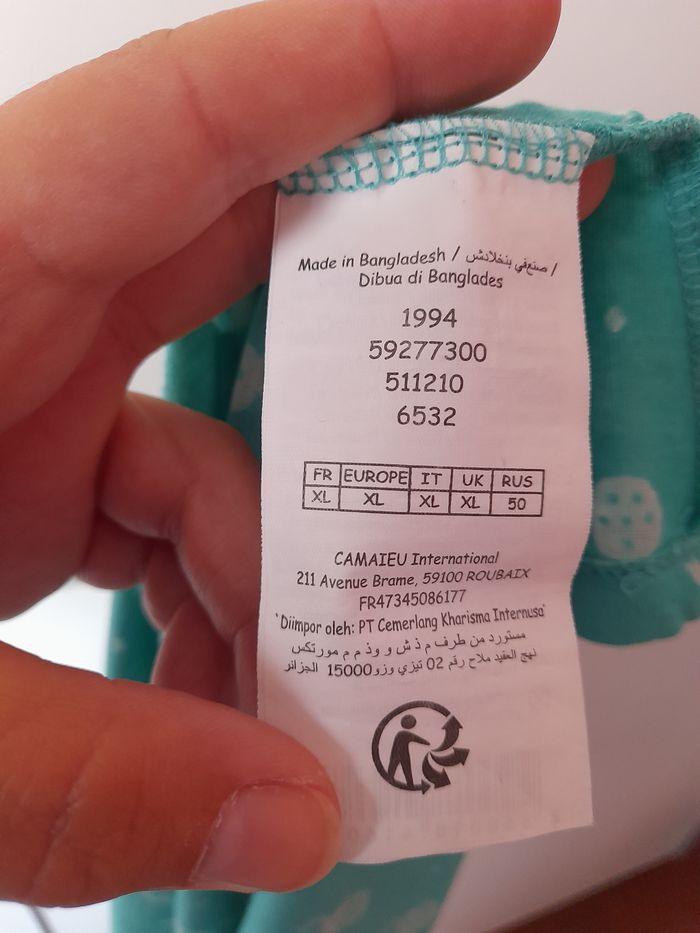 Made in Bangladesh / صنع في بنغلادش /
Dibua di Banglades
1994
59277300
511210
6532
FR EUROPE IT UK RUS
XL XL XL XL 50
CAMAIEU International
211 Avenue Brame, 59100 ROUBAIX
FR47345086177
"Diimpor oleh: PT Cemerlang Kharisma Internusa"
مستورد من طرف م ذ ش و وذ م م مورتكس
نهج العقيد ملاح رقم 02 تيزي وزو 15000 الجزائر